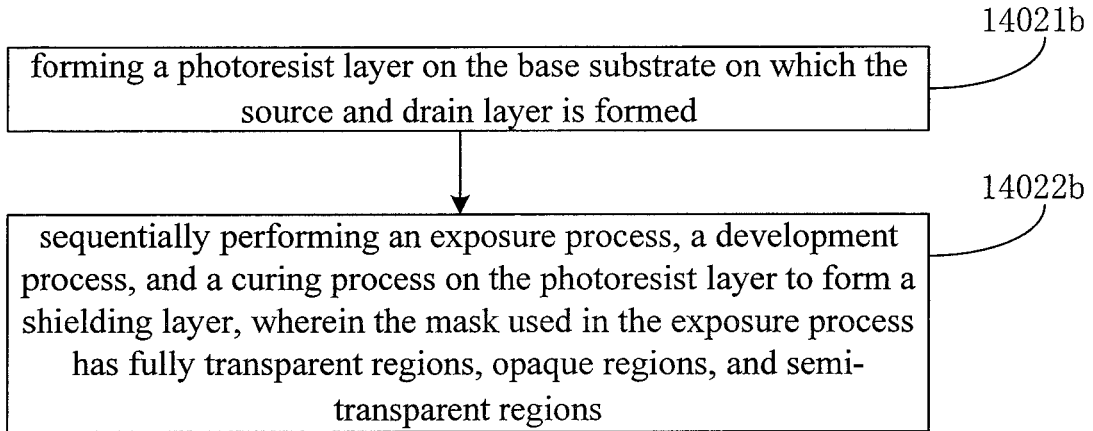 14021b
forming a photoresist layer on the base substrate on which the
source and drain layer is formed
14022b
sequentially performing an exposure process, a development
process, and a curing process on the photoresist layer to form a
shielding layer, wherein the mask used in the exposure process
has fully transparent regions, opaque regions, and semi-
transparent regions